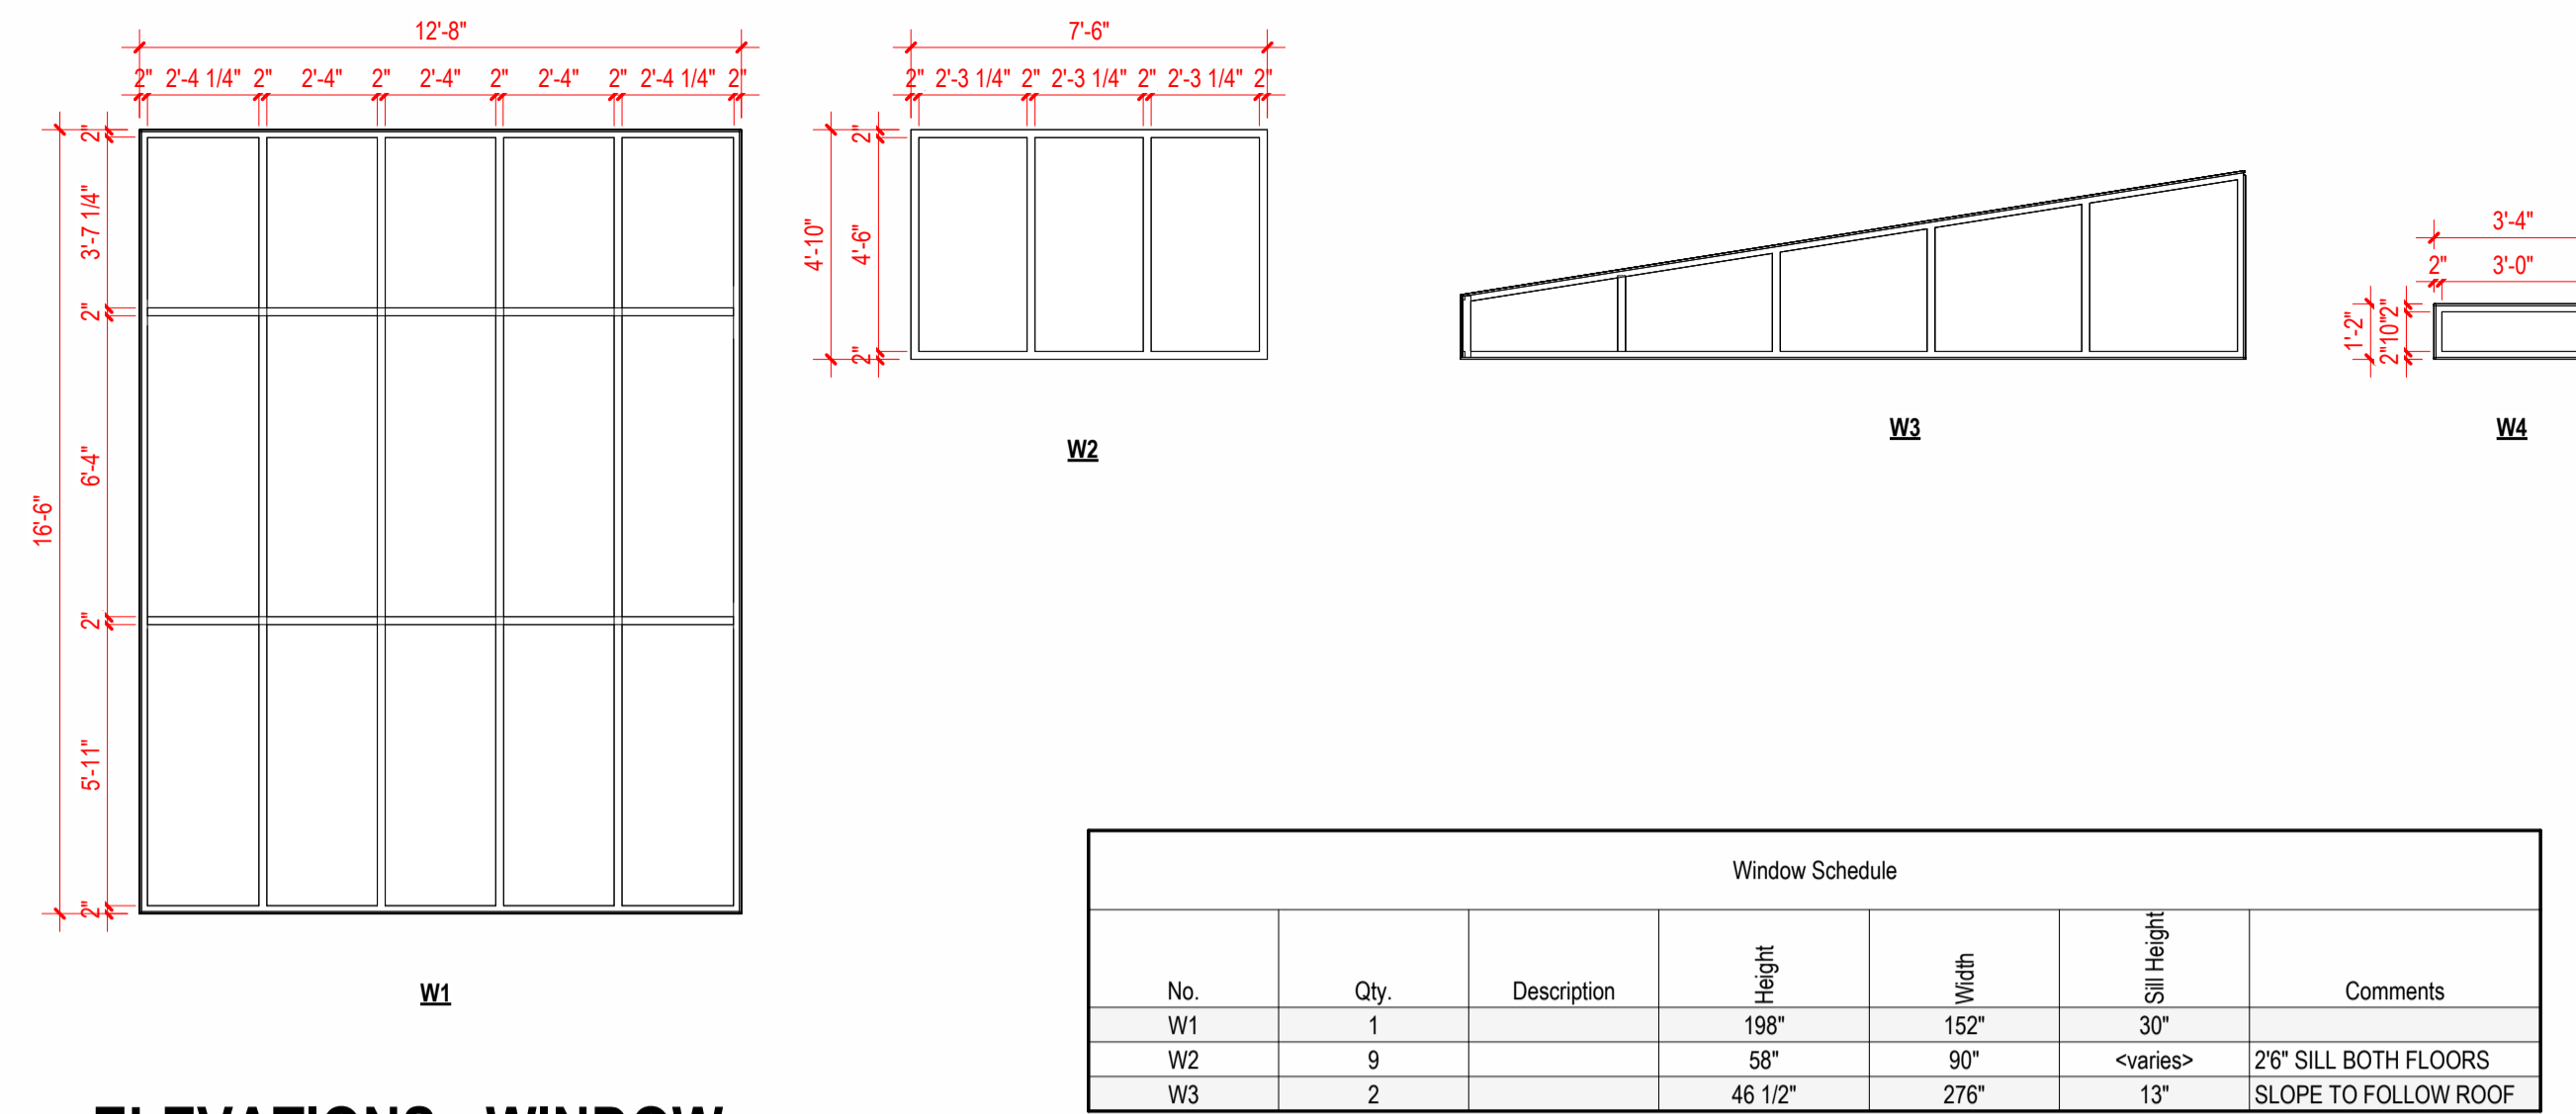 12'-8"
2" 2'-4 1/4" 2" 2'-4" 2" 2'-4" 2" 2'-4" 2" 2'-4 1/4" 2"
16'-6"
2"
3'-7 1/4"
2"
6'-4"
2"
5'-11"
2"
W1
7'-6"
2" 2'-3 1/4" 2" 2'-3 1/4" 2" 2'-3 1/4" 2"
4'-10"
2"
4'-6"
2"
W2
W3
3'-4"
2" 3'-0"
1'-2"
2"10"2"
W4
Window Schedule
No. Qty. Description Height Width Sill Height Comments
W1 1 198" 152" 30"
W2 9 58" 90" <varies> 2'6" SILL BOTH FLOORS
W3 2 46 1/2" 276" 13" SLOPE TO FOLLOW ROOF